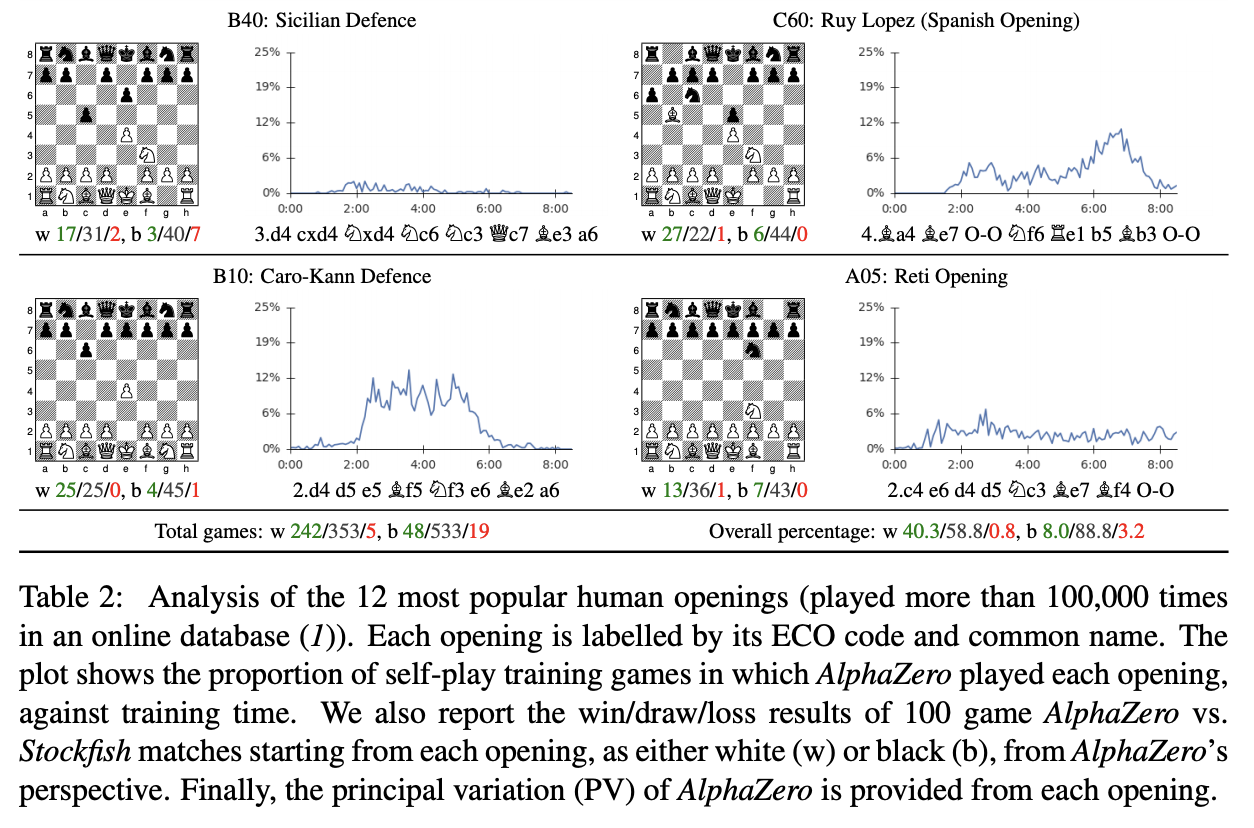 B40: Sicilian Defence
8
7
6
5
4
3
2
1
a b c d e f g h
25%
19%
12%
6%
0%
0:00 2:00 4:00 6:00 8:00
w 17/31/2, b 3/40/7
3.d4 cxd4 ♘xd4 ♘c6 ♘c3 ♕c7 ♗e3 a6
C60: Ruy Lopez (Spanish Opening)
8
7
6
5
4
3
2
1
a b c d e f g h
25%
19%
12%
6%
0%
0:00 2:00 4:00 6:00 8:00
w 27/22/1, b 6/44/0
4.♗a4 ♗e7 O-O ♘f6 ♖e1 b5 ♗b3 O-O
B10: Caro-Kann Defence
8
7
6
5
4
3
2
1
a b c d e f g h
25%
19%
12%
6%
0%
0:00 2:00 4:00 6:00 8:00
w 25/25/0, b 4/45/1
2.d4 d5 e5 ♗f5 ♘f3 e6 ♗e2 a6
A05: Reti Opening
8
7
6
5
4
3
2
1
a b c d e f g h
25%
19%
12%
6%
0%
0:00 2:00 4:00 6:00 8:00
w 13/36/1, b 7/43/0
2.c4 e6 d4 d5 ♘c3 ♗e7 ♗f4 O-O
Total games: w 242/353/5, b 48/533/19
Overall percentage: w 40.3/58.8/0.8, b 8.0/88.8/3.2
Table 2: Analysis of the 12 most popular human openings (played more than 100,000 times
in an online database (1)). Each opening is labelled by its ECO code and common name. The
plot shows the proportion of self-play training games in which AlphaZero played each opening,
against training time. We also report the win/draw/loss results of 100 game AlphaZero vs.
Stockfish matches starting from each opening, as either white (w) or black (b), from AlphaZero's
perspective. Finally, the principal variation (PV) of AlphaZero is provided from each opening.